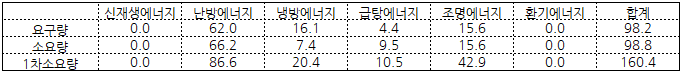 신재생에너지 난방에너지 냉방에너지 급탕에너지 조명에너지 환기에너지 합계
요구량 0.0 62.0 16.1 4.4 15.6 0.0 98.2
소요량 0.0 66.2 7.4 9.5 15.6 0.0 98.8
1차소요량 0.0 86.6 20.4 10.5 42.9 0.0 160.4